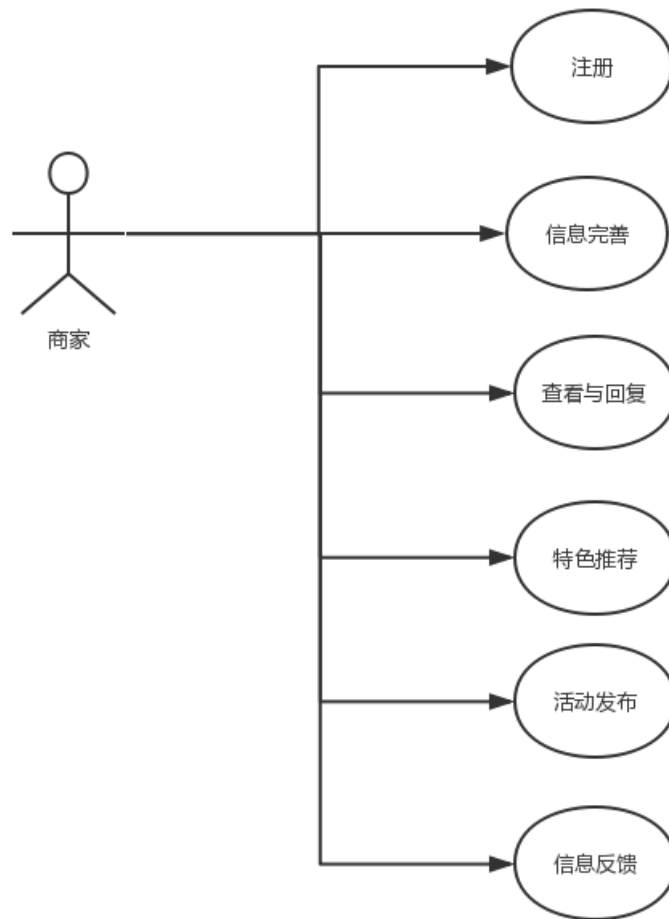 注册
信息完善
商家
查看与回复
特色推荐
活动发布
信息反馈